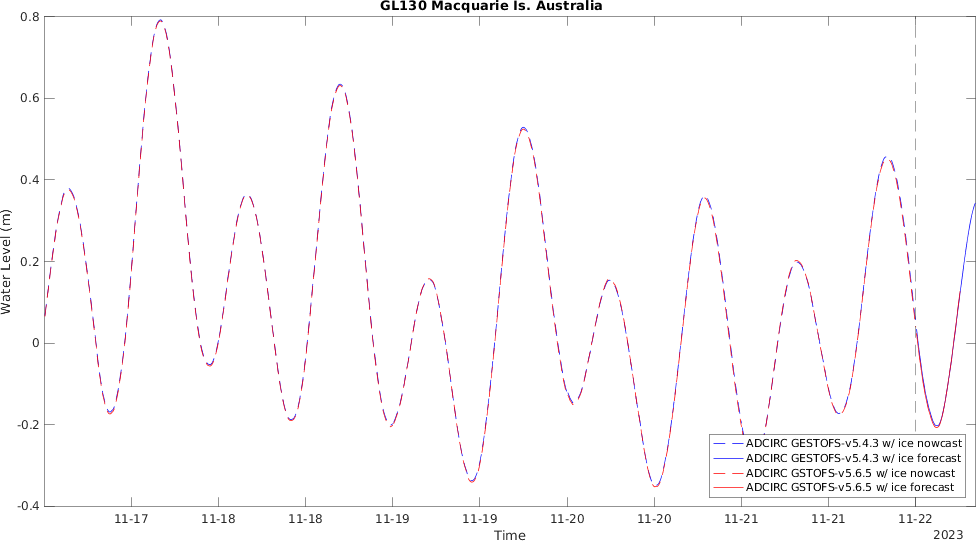 GL130 Macquarie Is. Australia
Water Level (m)
0.8
0.6
0.4
0.2
0
-0.2
-0.4
ADCIRC GESTOFS-v5.4.3 w/ ice nowcast
ADCIRC GESTOFS-v5.4.3 w/ ice forecast
ADCIRC GSTOFS-v5.6.5 w/ ice nowcast
ADCIRC GSTOFS-v5.6.5 w/ ice forecast
11-17 11-18 11-18 11-19 11-19 11-20 11-20 11-21 11-21 11-22
Time
2023